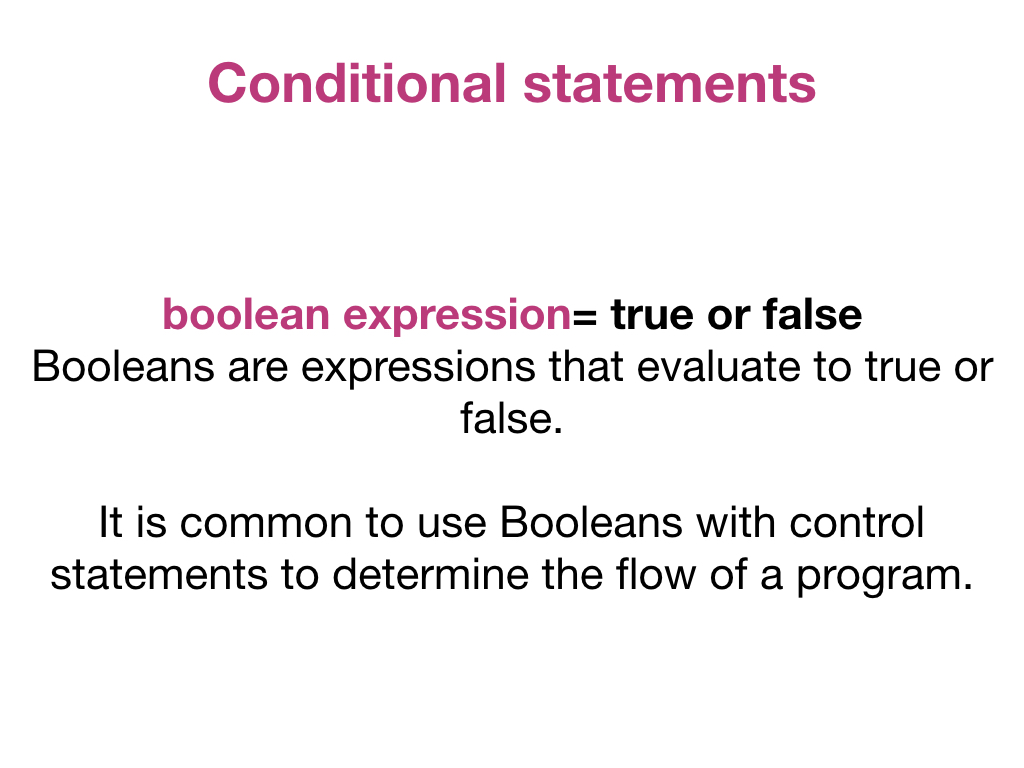 Conditional statements
boolean expression= true or false
Booleans are expressions that evaluate to true or
false.
It is common to use Booleans with control
statements to determine the flow of a program.